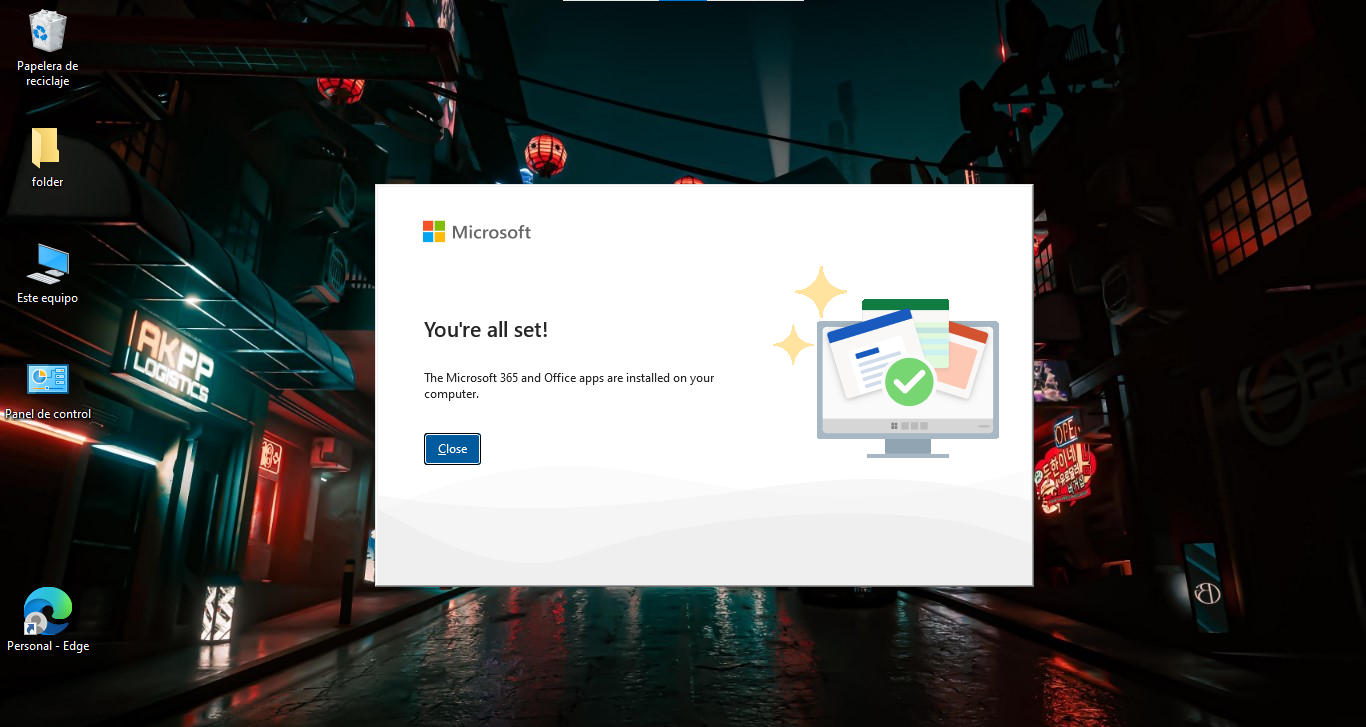 Papelera de
reciclaje
folder
Este equipo
Panel de control
Personal - Edge
AKPP
LOGISTICS
Microsoft
You're all set!
The Microsoft 365 and Office apps are installed on your
computer.
Close
OPE